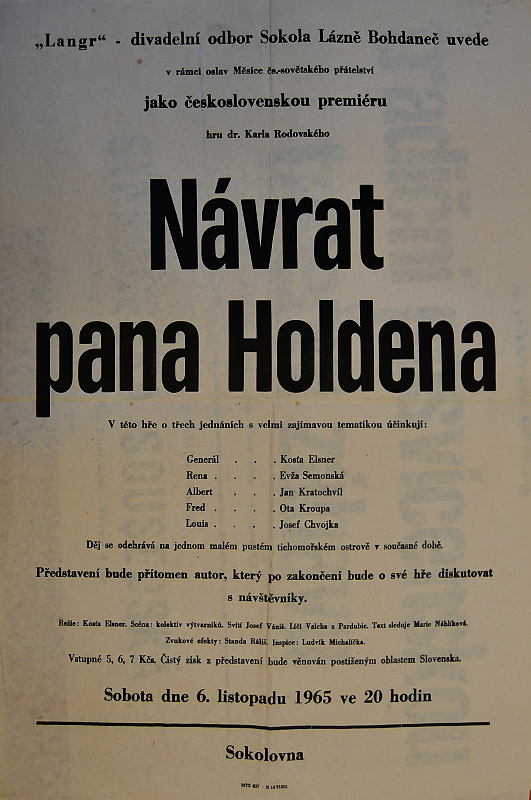 „Langr“ - divadelní odbor Sokola Lázně Bohdaneč uvede
v rámci oslav Měsíce čs.-sovětského přátelství
jako československou premiéru
hru dr. Karla Rodovského
Návrat
pana Holdena
V této hře o třech jednáních s velmi zajímavou tematikou účinkují:
Generál . . . Kosťa Elsner
Rena . . . . Evža Semonská
Albert . . . Jan Kratochvíl
Fred . . . . Ota Kroupa
Louis . . . . Josef Chvojka
Děj se odehrává na jednom malém pustém tichomořském ostrově v současné době.
Představení bude přítomen autor, který po zakončení bude o své hře diskutovat
s návštěvníky.
Režie: Kosťa Elsner. Scéna: kolektiv výtvarníků. Svítí Josef Vániš. Líčí Valcha z Pardubic. Text sleduje Marie Náhlíková.
Zvukové efekty: Standa Ráliš. Inspice: Ludvík Michalička.
Vstupné 5, 6, 7 Kčs. Čistý zisk z představení bude věnován postiženým oblastem Slovenska.
Sobota dne 6. listopadu 1965 ve 20 hodin
Sokolovna